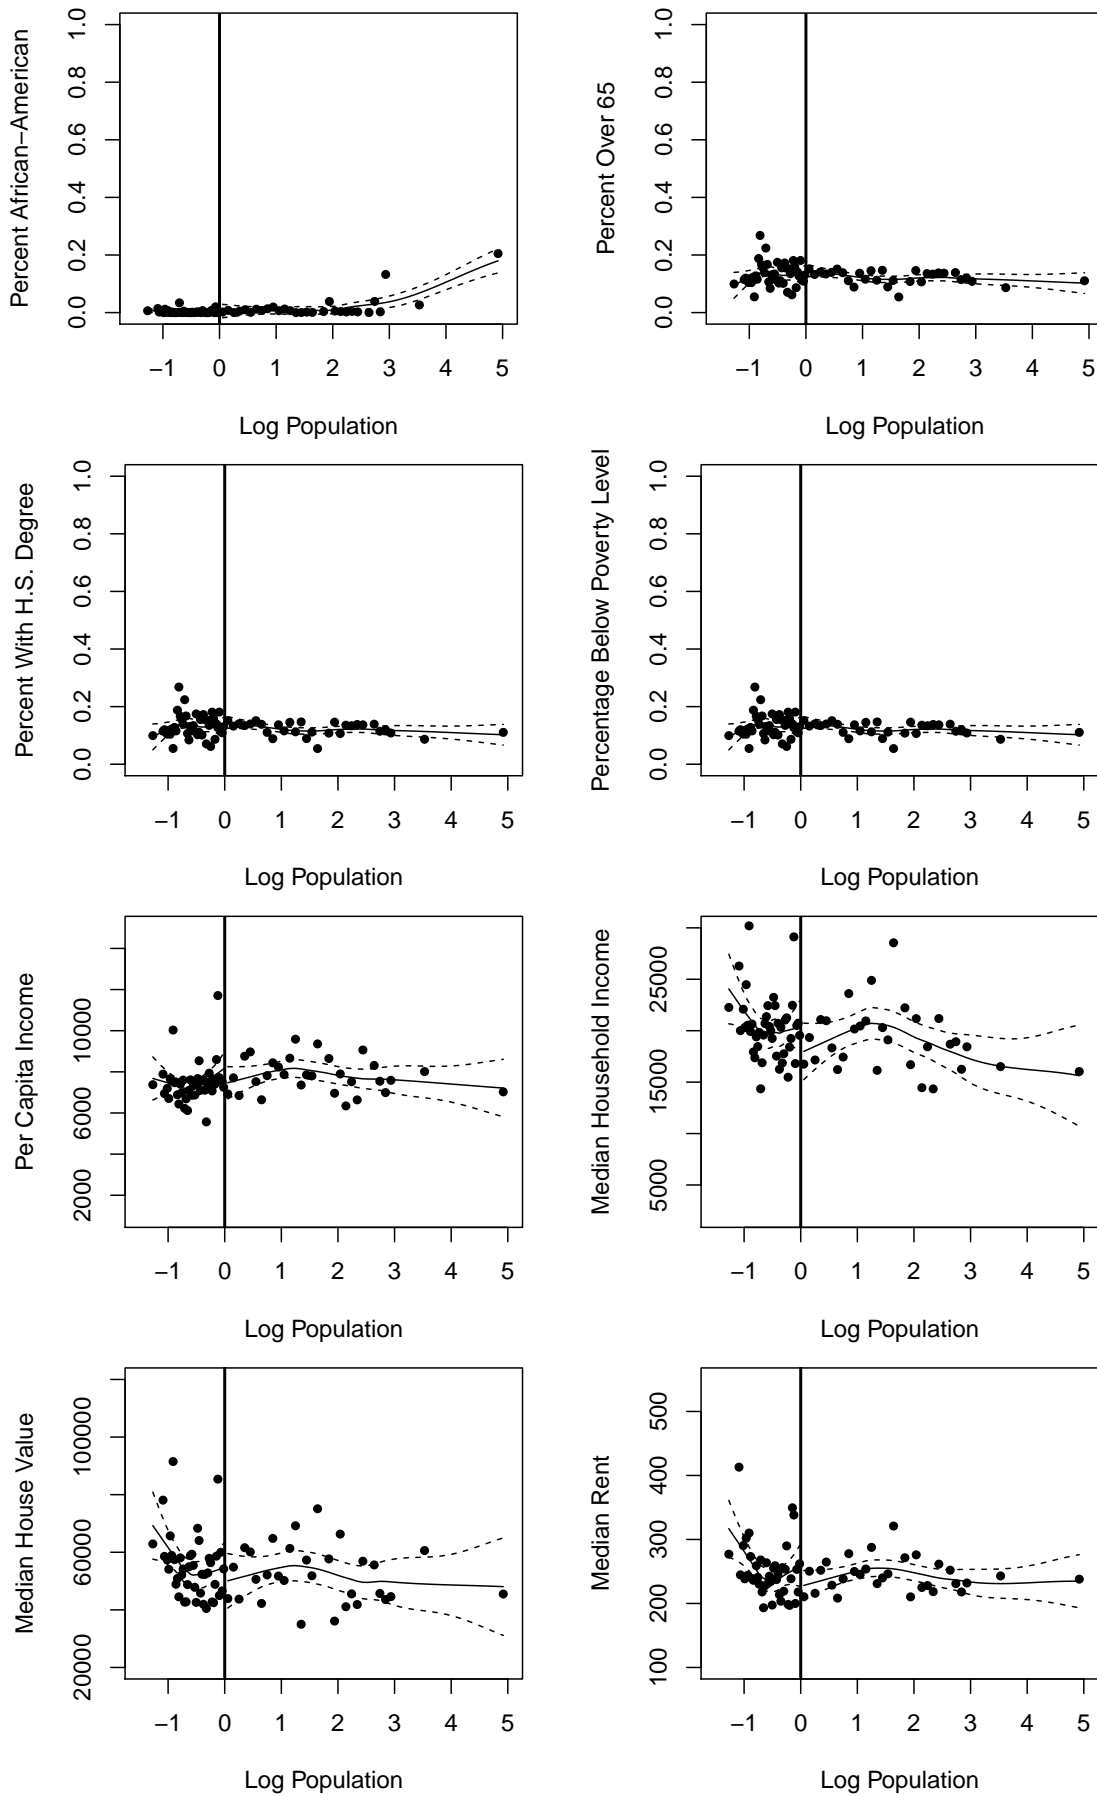 Percent African−American
0.0 0.2 0.4 0.6 0.8 1.0
−1 0 1 2 3 4 5
Log Population
Percent Over 65
0.0 0.2 0.4 0.6 0.8 1.0
−1 0 1 2 3 4 5
Log Population
Percent With H.S. Degree
0.0 0.2 0.4 0.6 0.8 1.0
−1 0 1 2 3 4 5
Log Population
Percentage Below Poverty Level
0.0 0.2 0.4 0.6 0.8 1.0
−1 0 1 2 3 4 5
Log Population
Per Capita Income
2000 6000 10000
−1 0 1 2 3 4 5
Log Population
Median Household Income
5000 15000 25000
−1 0 1 2 3 4 5
Log Population
Median House Value
20000 60000 100000
−1 0 1 2 3 4 5
Log Population
Median Rent
100 200 300 400 500
−1 0 1 2 3 4 5
Log Population